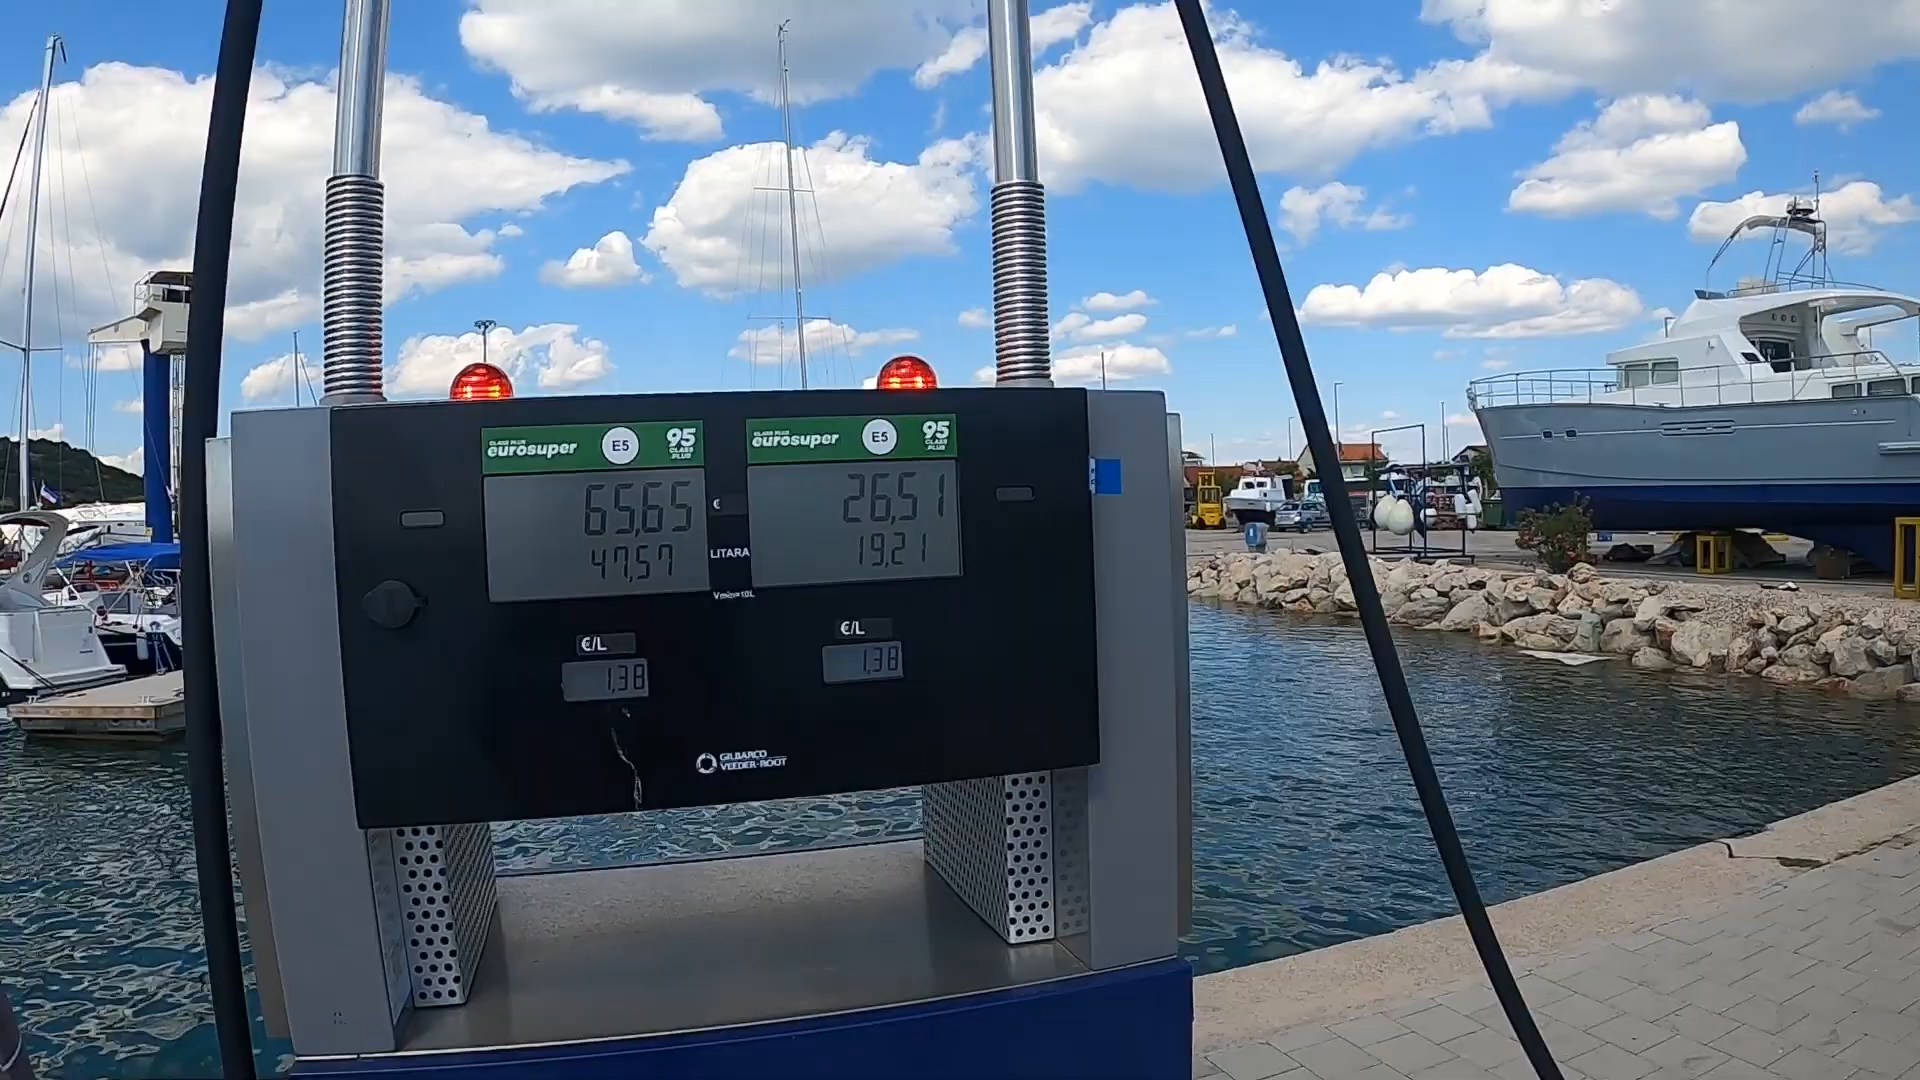 CLASS PLUS
eurosuper
E5
95
CLASS
PLUS
CLASS PLUS
eurosuper
E5
95
CLASS
PLUS
65,65
€
26,51
47,57
LITARA
19,21
€/L
€/L
1,38
1,38
GILBARCO
VEEDER-ROOT